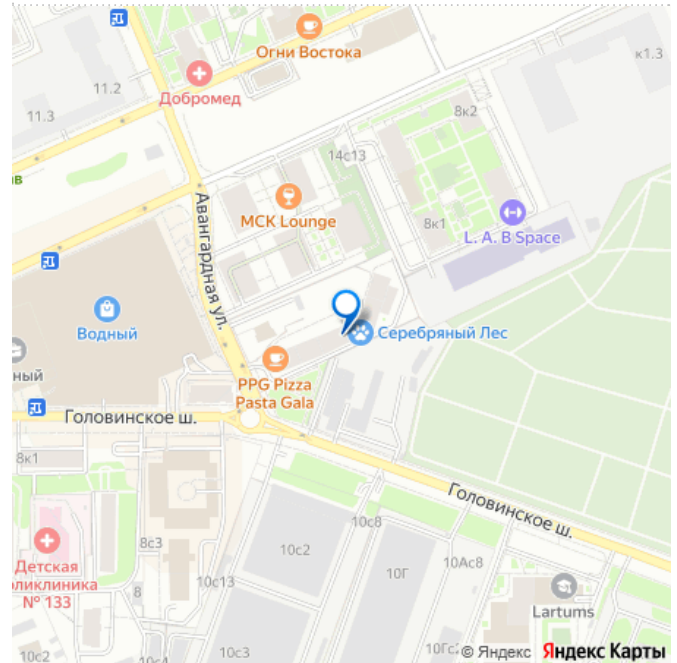 Огни Востока
к1.3
11.2
Добромед
11.3
8к2
14с13
ав
МСК Lounge
8к1
L. A. B Space
Авангардная ул.
Водный
Серебряный Лес
ный
PPG Pizza
Pasta Gala
Головинское ш.
8к1
Головинское ш.
10с8
8с3
10с2
Детская
оликлиника
№ 133
10Ас8
10Г
10с13
8
Lartums
10с2
10с3
10Гс
© Яндекс Яндекс Карты